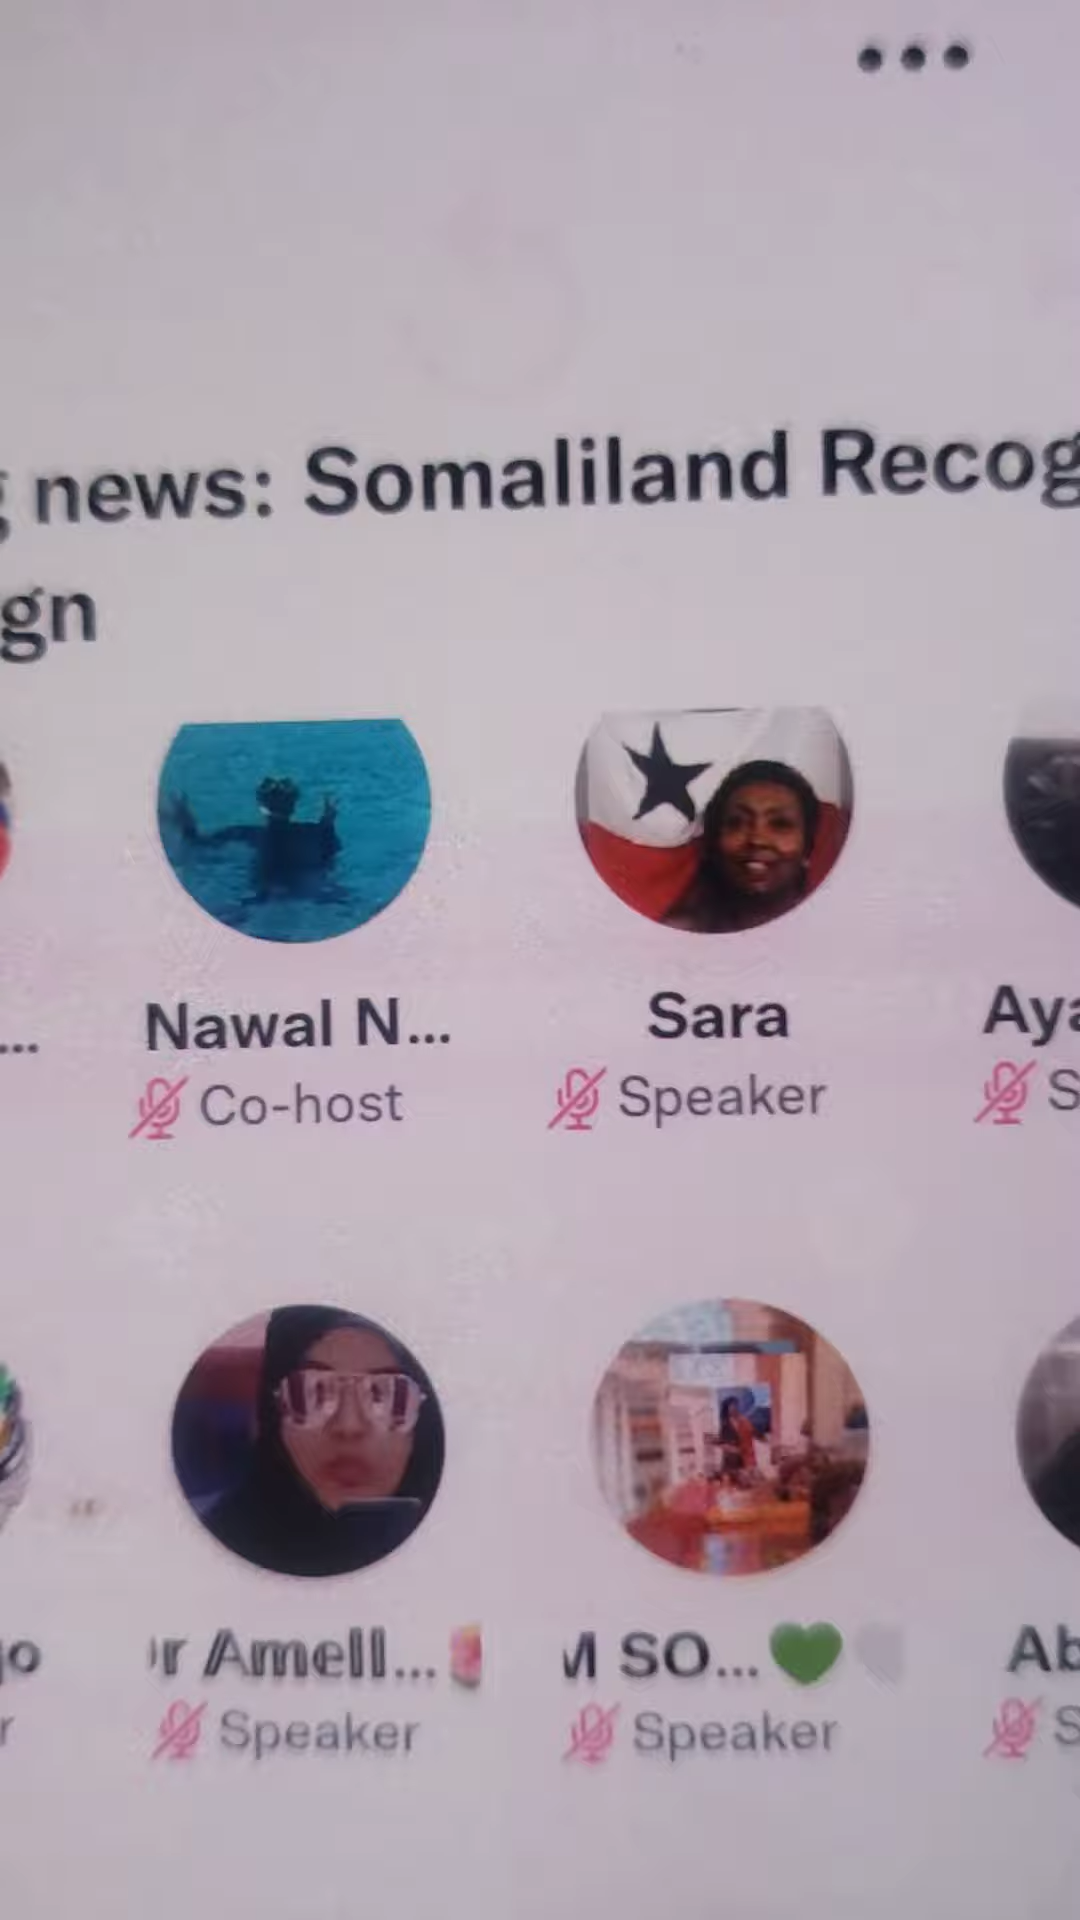 news: Somaliland Recog
gn
Nawal N... Sara Aya
Co-host Speaker S
r Amell... M SO...💚 Ab
Speaker Speaker S